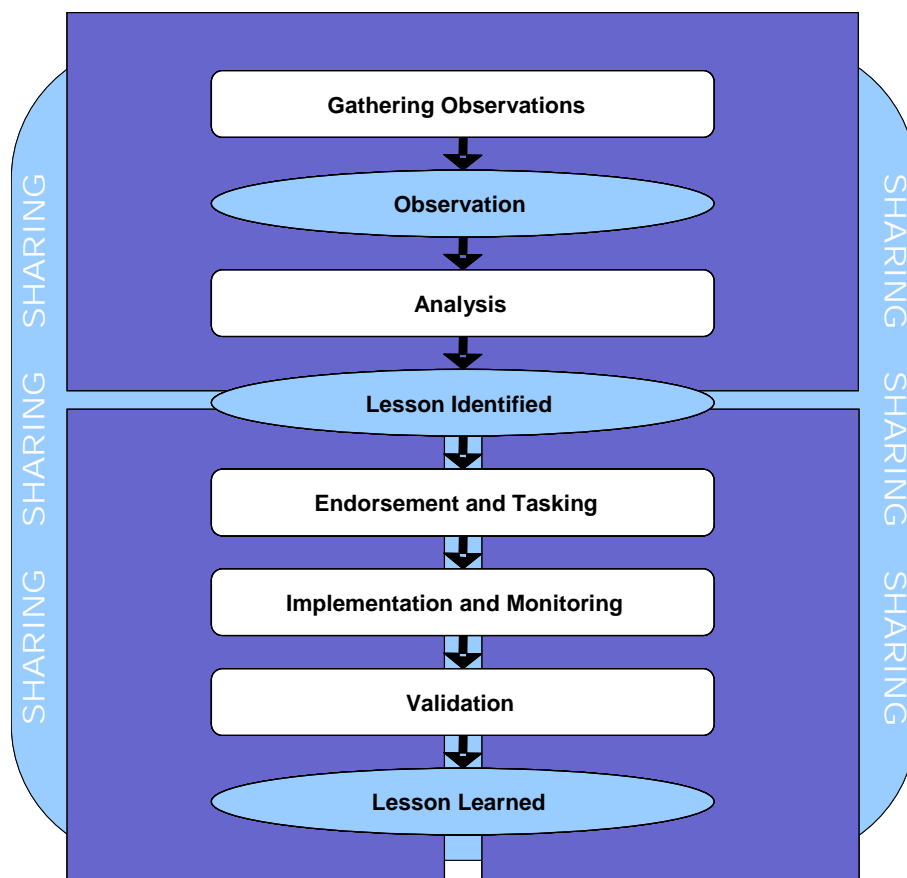 Gathering Observations
Observation
Analysis
Lesson Identified
Endorsement and Tasking
Implementation and Monitoring
Validation
Lesson Learned
SHARING
SHARING
SHARING
SHARING
SHARING
SHARING